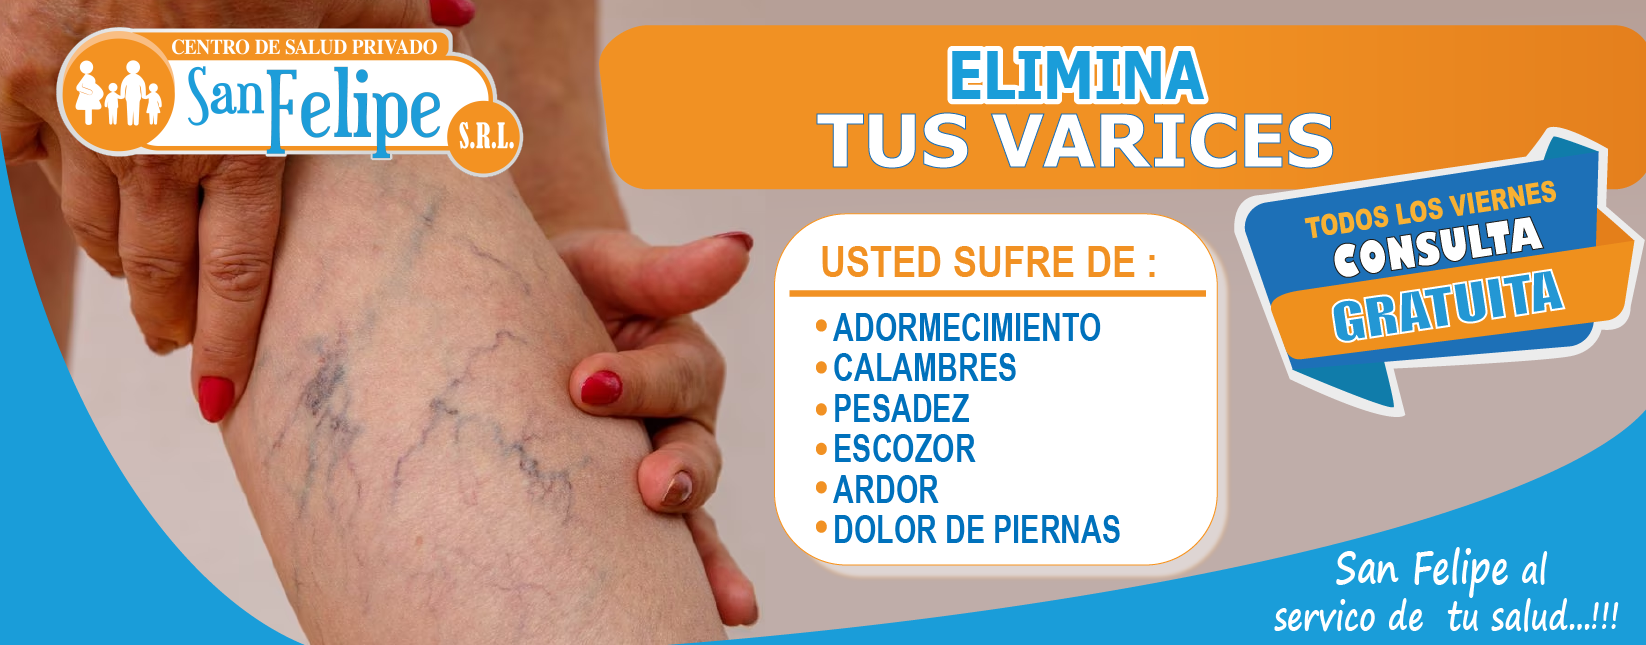 CENTRO DE SALUD PRIVADO
San Felipe
S.R.L.
ELIMINA
TUS VARICES
TODOS LOS VIERNES
CONSULTA
GRATUITA
USTED SUFRE DE :
• ADORMECIMIENTO
• CALAMBRES
• PESADEZ
• ESCOZOR
• ARDOR
• DOLOR DE PIERNAS
San Felipe al
servico de tu salud...!!!